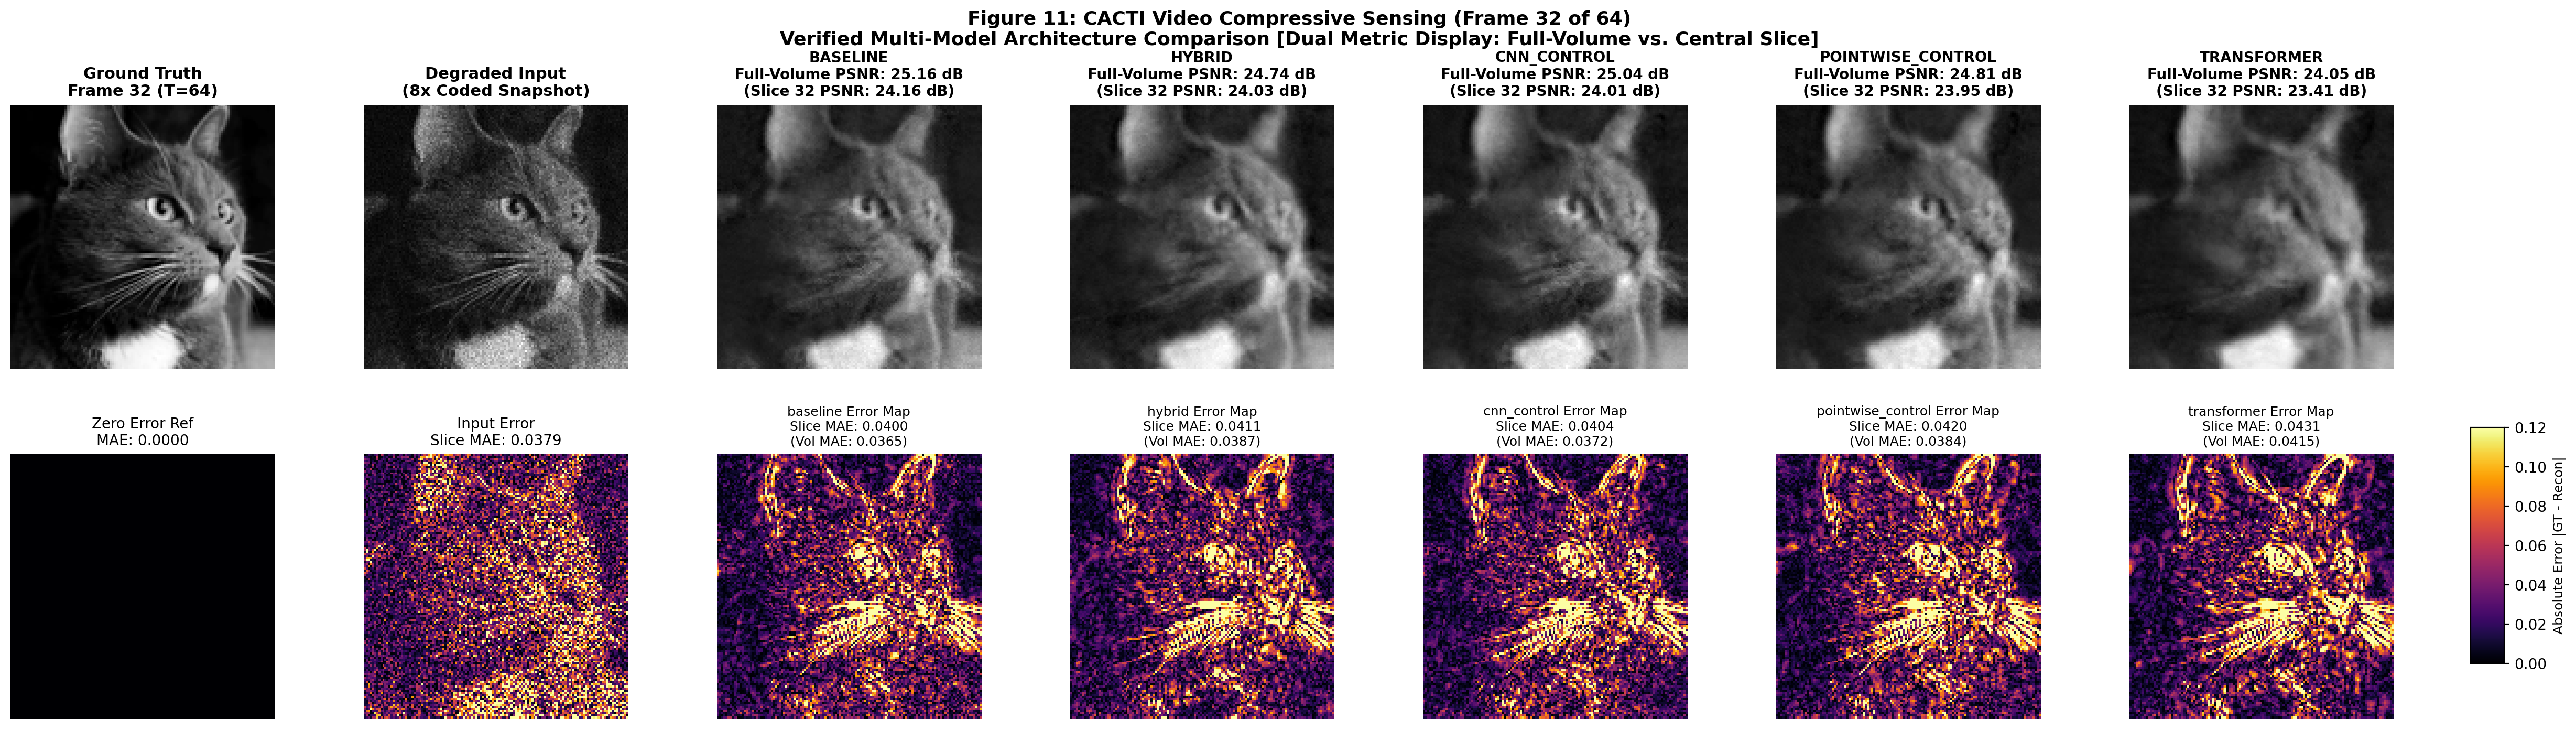 Figure 11: CACTI Video Compressive Sensing (Frame 32 of 64)
Verified Multi-Model Architecture Comparison [Dual Metric Display: Full-Volume vs. Central Slice]
Ground Truth
Frame 32 (T=64)
Degraded Input
(8x Coded Snapshot)
BASELINE
Full-Volume PSNR: 25.16 dB
(Slice 32 PSNR: 24.16 dB)
HYBRID
Full-Volume PSNR: 24.74 dB
(Slice 32 PSNR: 24.03 dB)
CNN_CONTROL
Full-Volume PSNR: 25.04 dB
(Slice 32 PSNR: 24.01 dB)
POINTWISE_CONTROL
Full-Volume PSNR: 24.81 dB
(Slice 32 PSNR: 23.95 dB)
TRANSFORMER
Full-Volume PSNR: 24.05 dB
(Slice 32 PSNR: 23.41 dB)
Zero Error Ref
MAE: 0.0000
Input Error
Slice MAE: 0.0379
baseline Error Map
Slice MAE: 0.0400
(Vol MAE: 0.0365)
hybrid Error Map
Slice MAE: 0.0411
(Vol MAE: 0.0387)
cnn_control Error Map
Slice MAE: 0.0404
(Vol MAE: 0.0372)
pointwise_control Error Map
Slice MAE: 0.0420
(Vol MAE: 0.0384)
transformer Error Map
Slice MAE: 0.0431
(Vol MAE: 0.0415)
0.12
0.10
0.08
0.06
0.04
0.02
0.00
Absolute Error |GT - Recon|